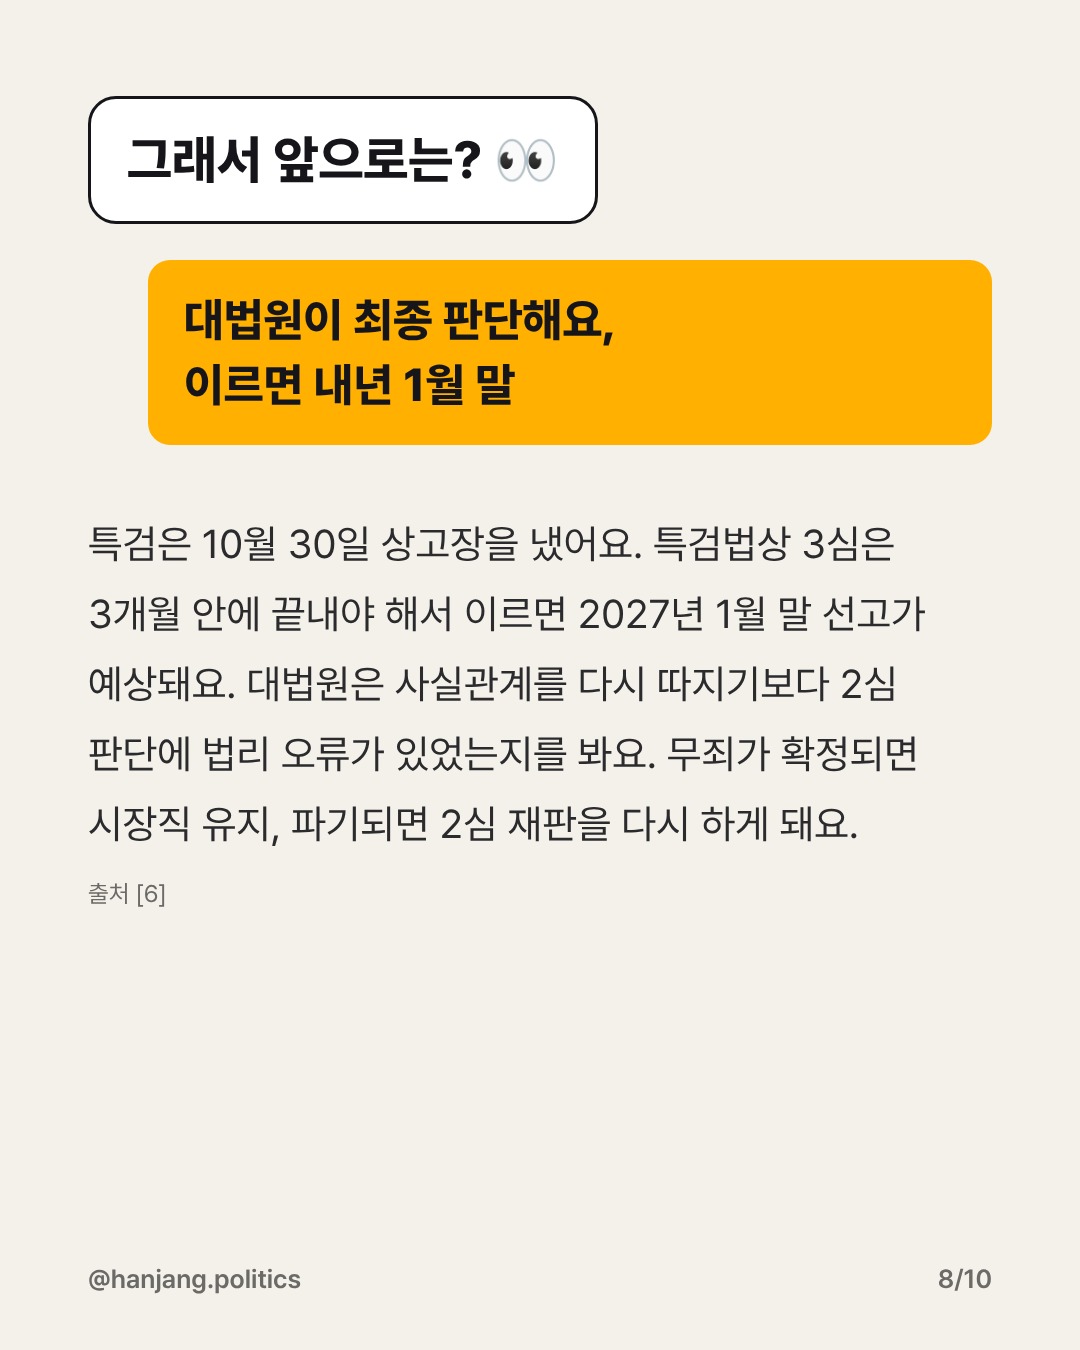 그래서 앞으로는? 👀
대법원이 최종 판단해요,
이르면 내년 1월 말
특검은 10월 30일 상고장을 냈어요. 특검법상 3심은
3개월 안에 끝내야 해서 이르면 2027년 1월 말 선고가
예상돼요. 대법원은 사실관계를 다시 따지기보다 2심
판단에 법리 오류가 있었는지를 봐요. 무죄가 확정되면
시장직 유지, 파기되면 2심 재판을 다시 하게 돼요.
출처 [6]
@hanjang.politics
8/10